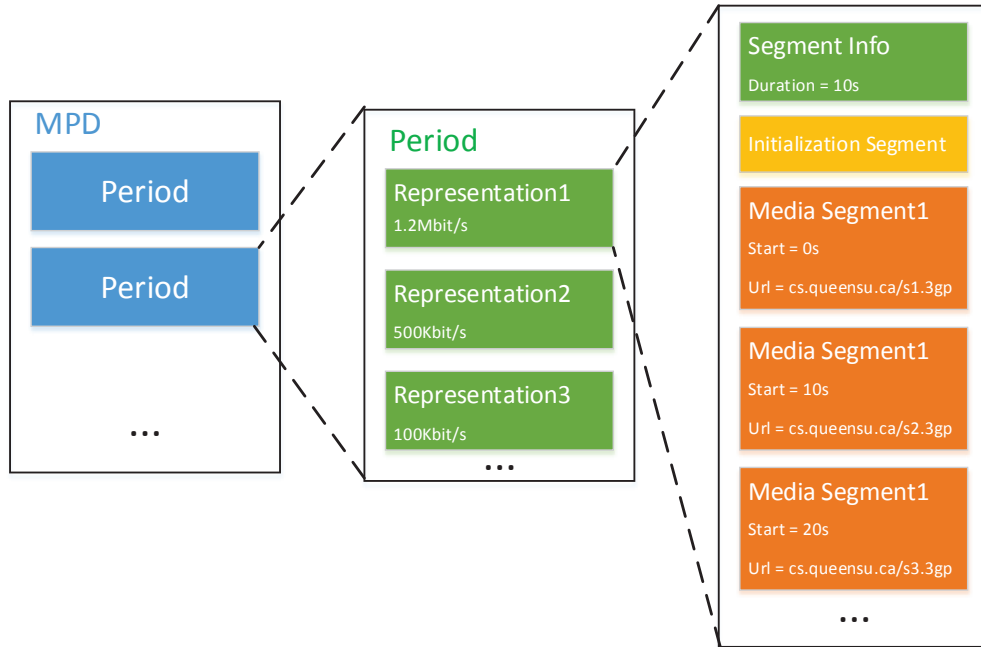 MPD
Period
Period
...
Period
Representation1
1.2Mbit/s
Representation2
500Kbit/s
Representation3
100Kbit/s
...
Segment Info
Duration = 10s
Initialization Segment
Media Segment1
Start = 0s
Url = cs.queensu.ca/s1.3gp
Media Segment1
Start = 10s
Url = cs.queensu.ca/s2.3gp
Media Segment1
Start = 20s
Url = cs.queensu.ca/s3.3gp
...